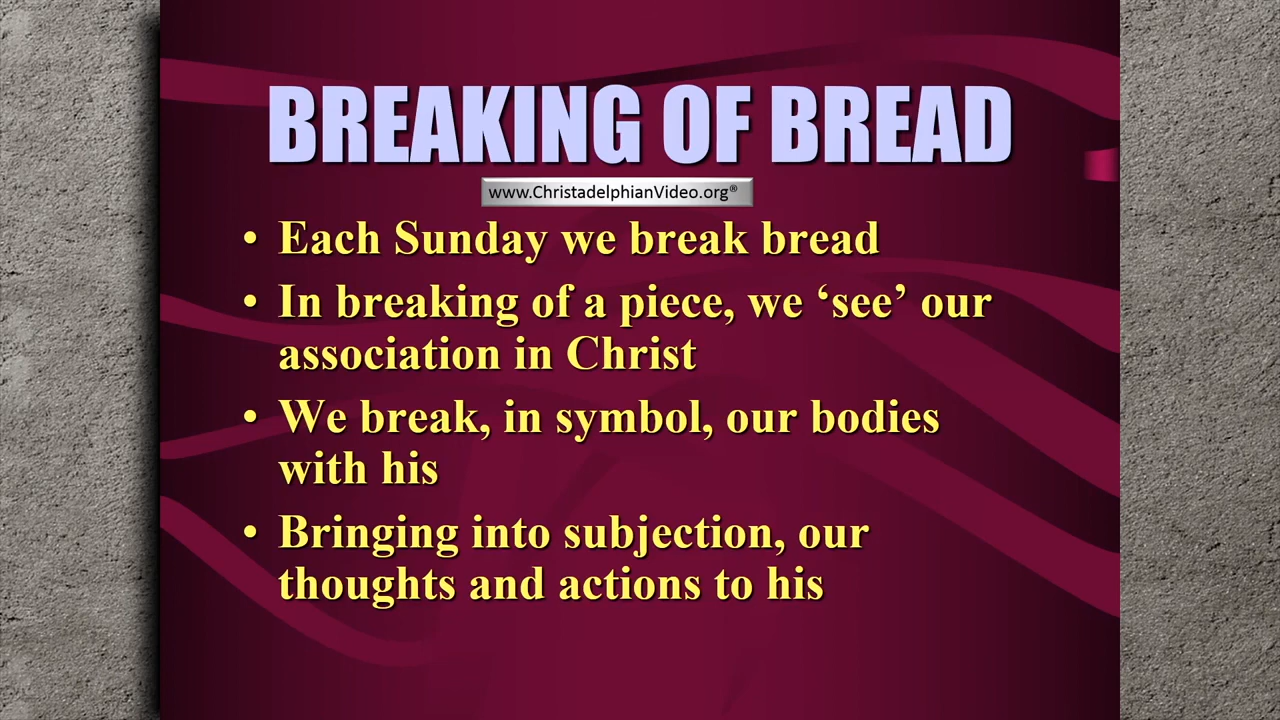 BREAKING OF BREAD
www.ChristadelphianVideo.org®
• Each Sunday we break bread
• In breaking of a piece, we ‘see’ our
association in Christ
• We break, in symbol, our bodies
with his
• Bringing into subjection, our
thoughts and actions to his